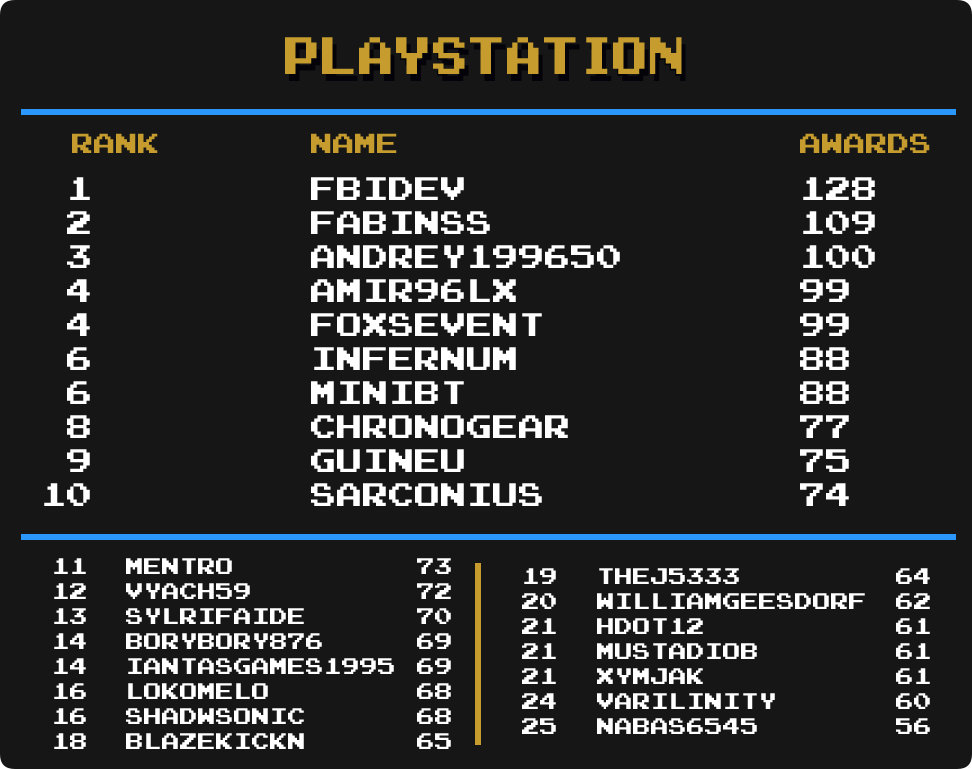 PLAYSTATION
RANK NAME AWARDS
1 FBIDEV 128
2 FABINSS 109
3 ANDREY199650 100
4 AMIR96LX 99
4 FOXSEVENT 99
6 INFERNUM 88
6 MINIBT 88
8 CHRONOGEAR 77
9 GUINEU 75
10 SARCONIUS 74
11 MENTRO 73
12 VYACH59 72
13 SYLRIFAIDE 70
14 BORYBORY876 69
14 IANTASGAMES1995 69
16 LOKOMELO 68
16 SHADWSONIC 68
18 BLAZEKICKN 65
19 THEJ5333 64
20 WILLIAMGEESDORF 62
21 HDOT12 61
21 MUSTADIOB 61
21 XYMJAK 61
24 VARILINITY 60
25 NABAS6545 56